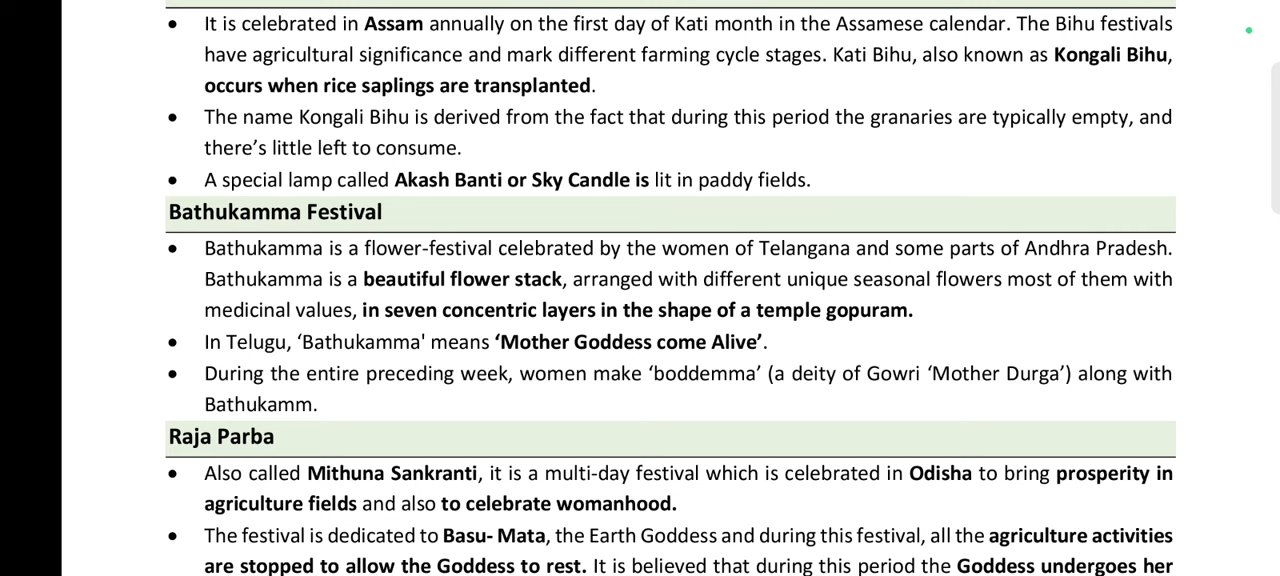 • It is celebrated in Assam annually on the first day of Kati month in the Assamese calendar. The Bihu festivals
have agricultural significance and mark different farming cycle stages. Kati Bihu, also known as Kongali Bihu,
occurs when rice saplings are transplanted.
• The name Kongali Bihu is derived from the fact that during this period the granaries are typically empty, and
there’s little left to consume.
• A special lamp called Akash Banti or Sky Candle is lit in paddy fields.
Bathukamma Festival
• Bathukamma is a flower-festival celebrated by the women of Telangana and some parts of Andhra Pradesh.
Bathukamma is a beautiful flower stack, arranged with different unique seasonal flowers most of them with
medicinal values, in seven concentric layers in the shape of a temple gopuram.
• In Telugu, ‘Bathukamma' means ‘Mother Goddess come Alive’.
• During the entire preceding week, women make ‘boddemma’ (a deity of Gowri ‘Mother Durga’) along with
Bathukamm.
Raja Parba
• Also called Mithuna Sankranti, it is a multi-day festival which is celebrated in Odisha to bring prosperity in
agriculture fields and also to celebrate womanhood.
• The festival is dedicated to Basu- Mata, the Earth Goddess and during this festival, all the agriculture activities
are stopped to allow the Goddess to rest. It is believed that during this period the Goddess undergoes her